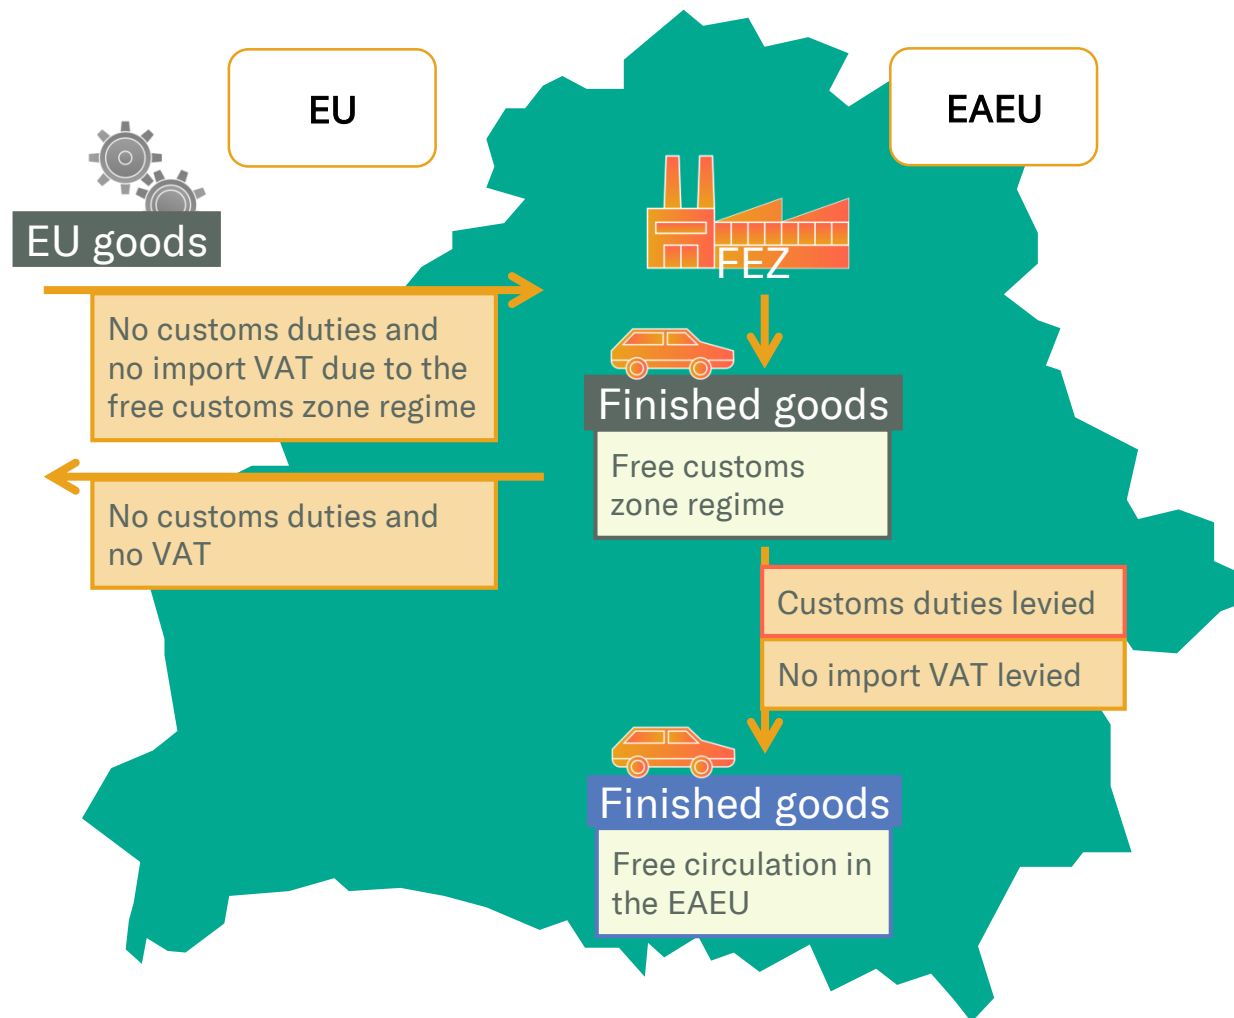 EU
EAEU
EU goods
FEZ
No customs duties and
no import VAT due to the
free customs zone regime
Finished goods
Free customs
zone regime
No customs duties and
no VAT
Customs duties levied
No import VAT levied
Finished goods
Free circulation in
the EAEU